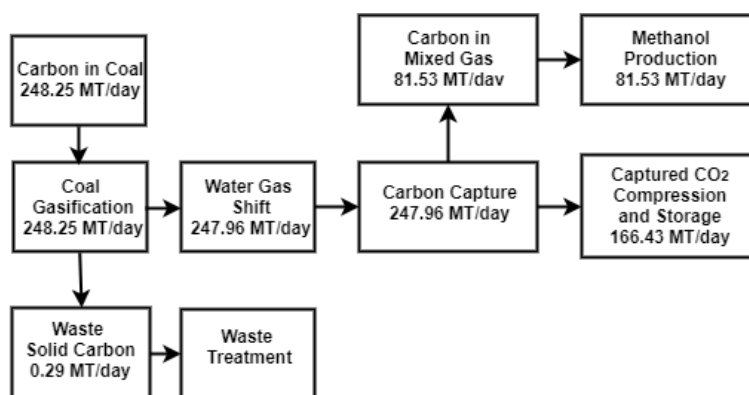 Carbon in Coal
248.25 MT/day
Carbon in
Mixed Gas
81.53 MT/dav
Methanol
Production
81.53 MT/day
Coal
Gasification
248.25 MT/day
Water Gas
Shift
247.96 MT/day
Carbon Capture
247.96 MT/day
Captured CO2
Compression
and Storage
166.43 MT/day
Waste
Solid Carbon
0.29 MT/day
Waste
Treatment